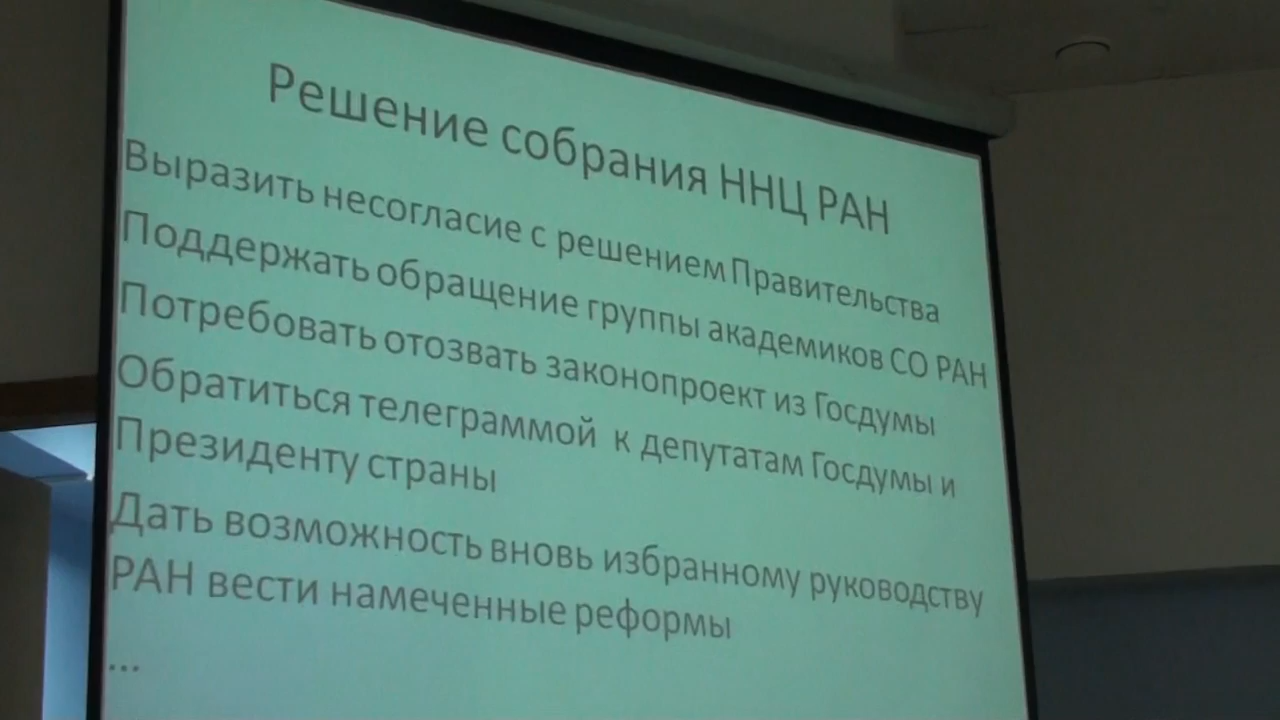 Решение собрания ННЦ РАН
Выразить несогласие с решением Правительства
Поддержать обращение группы академиков СО РАН
Потребовать отозвать законопроект из Госдумы
Обратиться телеграммой к депутатам Госдумы и
Президенту страны
Дать возможность вновь избранному руководству
РАН вести намеченные реформы
...